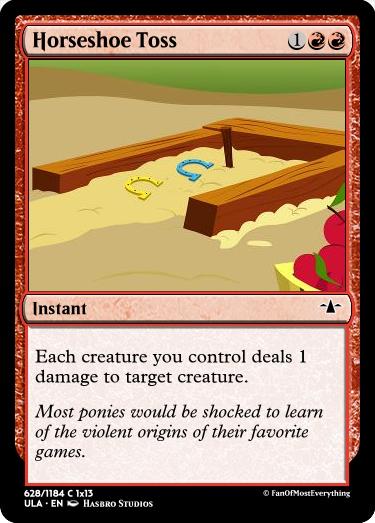 Horseshoe Toss 1
Instant
Each creature you control deals 1
damage to target creature.
Most ponies would be shocked to learn
of the violent origins of their favorite
games.
628/1184 C 1x13
ULA · EN Hasbro Studios
© FanOfMostEverything